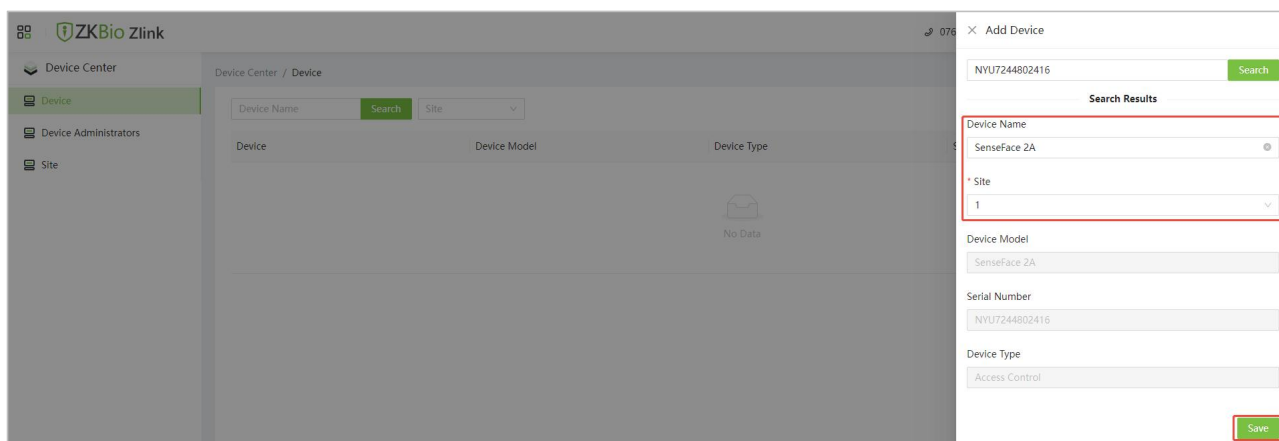 ZKBio Zlink
076
Device Center
Device
Device Administrators
Site
Device Center / Device
Device Name Search Site
Device Device Model Device Type
No Data
Add Device
NYU7244802416 Search
Search Results
Device Name
SenseFace 2A
* Site
1
Device Model
SenseFace 2A
Serial Number
NYU7244802416
Device Type
Access Control
Save